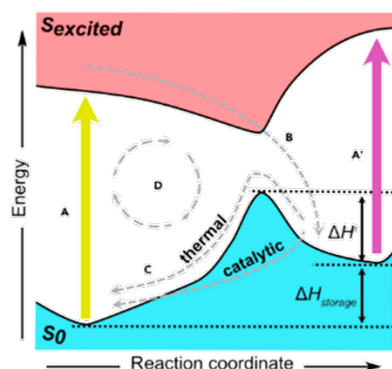 Sexcited
B
A'
A
D
ΔH‡
thermal
C
catalytic
ΔHstorage
S0
Energy
Reaction coordinate